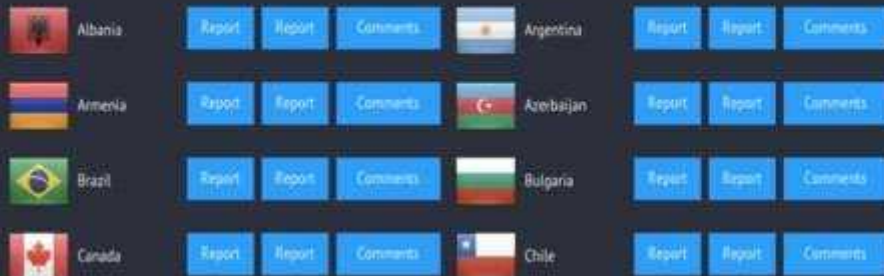 Albania Report Report Comments Argentina Report Report Comments
Armenia Report Report Comments Azerbaijan Report Report Comments
Brazil Report Report Comments Bulgaria Report Report Comments
Canada Report Report Comments Chile Report Report Comments